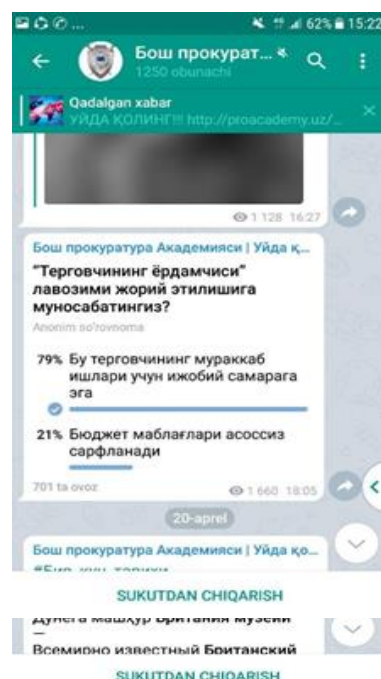 62% 15:22
Бош прокурат...
1250 obunachi
Qadalgan xabar
УЙДА ҚОЛИНГ!!! http://proacademy.uz/...
1 128 16:27
Бош прокуратура Академияси | Уйда қ...
"Терговчининг ёрдамчиси"
лавозими жорий этилишига
муносабатингиз?
Anonim so'rovnoma
79% Бу терговчининг мураккаб
ишлари учун ижобий самарага
эга
21% Бюджет маблағлари асоссиз
сарфланади
701 ta ovoz 1 660 18:05
20-aprel
Бош прокуратура Академияси | Уйда қо...
SUKUTDAN CHIQARISH
Дунёга машҳур Британия музейи
—
Всемирно известный Британский
SUKUTDAN CHIQARISH